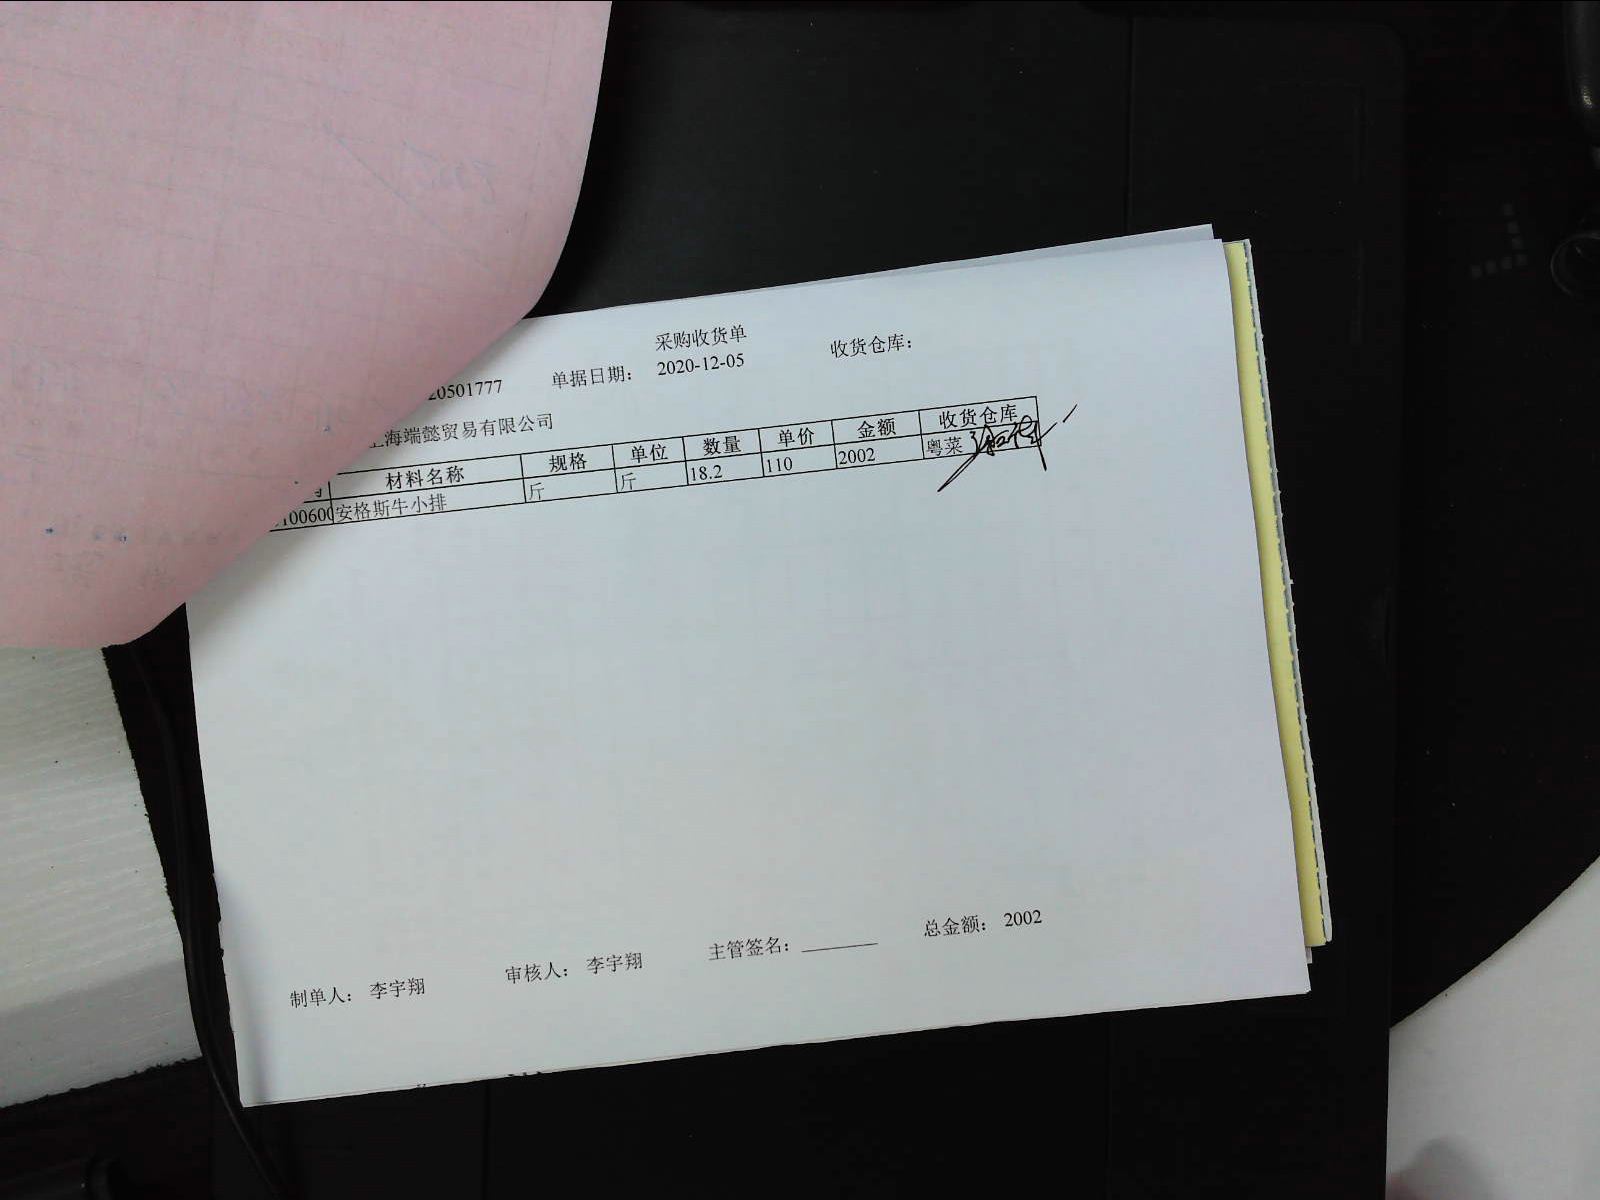 采购收货单
20501777 单据日期： 2020-12-05 收货仓库：
海端懿贸易有限公司
材料名称 规格 单位 数量 单价 金额 收货仓库
100600 安格斯牛小排 斤 斤 18.2 110 2002 粤菜
制单人： 李宇翔 审核人： 李宇翔 主管签名： 总金额： 2002